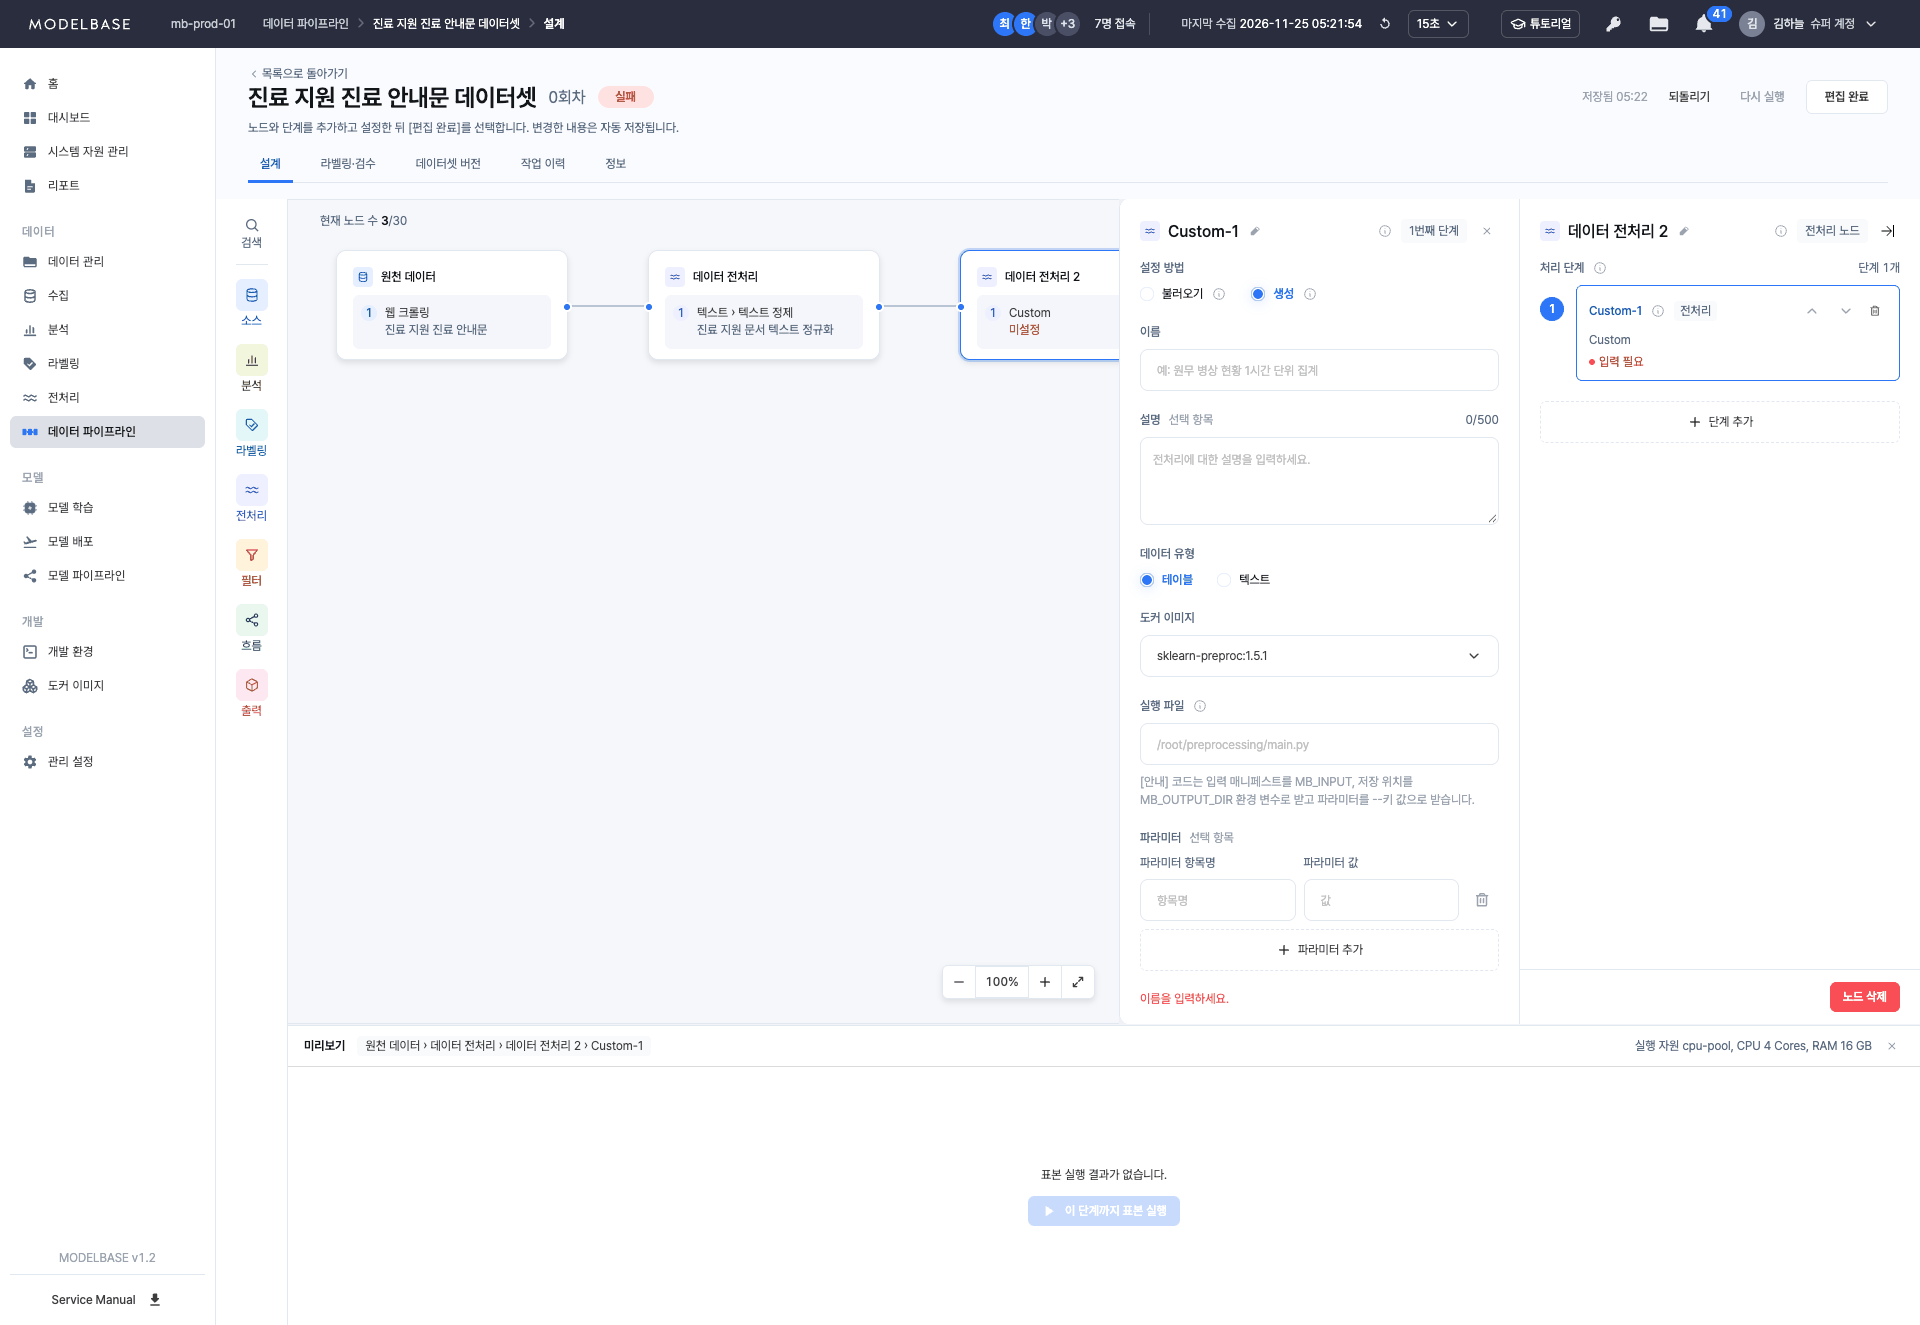 MODELBASE
mb-prod-01
데이터 파이프라인
진료 지원 진료 안내문 데이터셋
설계
최 한 박 +3
7명 접속
마지막 수집 2026-11-25 05:21:54
15초
튜토리얼
41
김
김하늘 슈퍼 계정
홈
대시보드
시스템 자원 관리
리포트
데이터
데이터 관리
수집
분석
라벨링
전처리
데이터 파이프라인
모델
모델 학습
모델 배포
모델 파이프라인
개발
개발 환경
도커 이미지
설정
관리 설정
MODELBASE v1.2
Service Manual
목록으로 돌아가기
진료 지원 진료 안내문 데이터셋 0회차 실패
노드와 단계를 추가하고 설정한 뒤 [편집 완료]를 선택합니다. 변경한 내용은 자동 저장됩니다.
저장됨 05:22
되돌리기
다시 실행
편집 완료
설계
라벨링·검수
데이터셋 버전
작업 이력
정보
검색
소스
분석
라벨링
전처리
필터
흐름
출력
현재 노드 수 3/30
원천 데이터
1 웹 크롤링
진료 지원 진료 안내문
데이터 전처리
1 텍스트 › 텍스트 정제
진료 지원 문서 텍스트 정규화
데이터 전처리 2
1 Custom
미설정
100%
Custom-1
1번째 단계
설정 방법
불러오기
생성
이름
예: 원무 병상 현황 1시간 단위 집계
설명 선택 항목
0/500
전처리에 대한 설명을 입력하세요.
데이터 유형
테이블
텍스트
도커 이미지
sklearn-preproc:1.5.1
실행 파일
/root/preprocessing/main.py
[안내] 코드는 입력 매니페스트를 MB_INPUT, 저장 위치를
MB_OUTPUT_DIR 환경 변수로 받고 파라미터를 --키 값으로 받습니다.
파라미터 선택 항목
파라미터 항목명
파라미터 값
항목명
값
파라미터 추가
이름을 입력하세요.
데이터 전처리 2
전처리 노드
처리 단계
단계 1개
1
Custom-1
전처리
Custom
입력 필요
단계 추가
노드 삭제
미리보기
원천 데이터 › 데이터 전처리 › 데이터 전처리 2 › Custom-1
실행 자원 cpu-pool, CPU 4 Cores, RAM 16 GB
표본 실행 결과가 없습니다.
이 단계까지 표본 실행